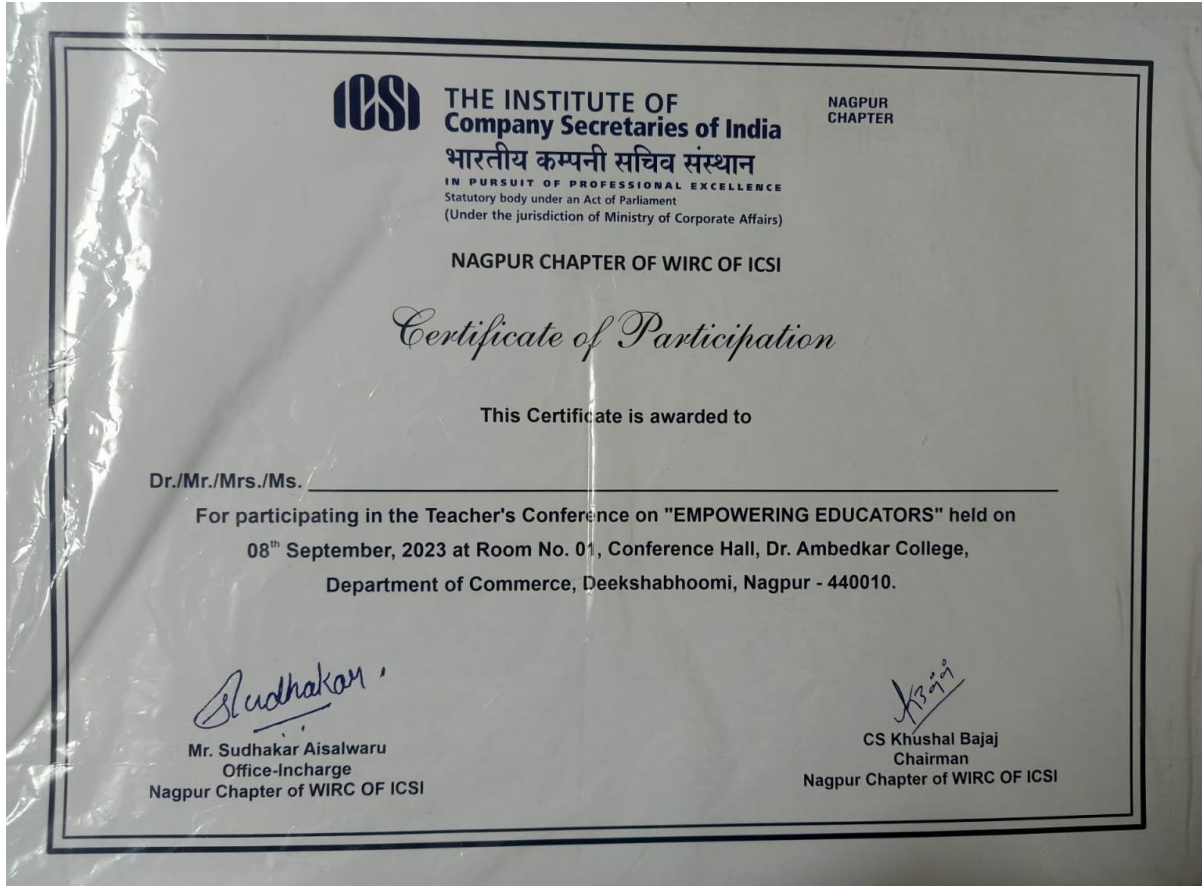 ICSI
THE INSTITUTE OF
Company Secretaries of India
भारतीय कम्पनी सचिव संस्थान
IN PURSUIT OF PROFESSIONAL EXCELLENCE
Statutory body under an Act of Parliament
(Under the jurisdiction of Ministry of Corporate Affairs)
NAGPUR
CHAPTER
NAGPUR CHAPTER OF WIRC OF ICSI
Certificate of Participation
This Certificate is awarded to
Dr./Mr./Mrs./Ms.
For participating in the Teacher's Conference on "EMPOWERING EDUCATORS" held on
08th September, 2023 at Room No. 01, Conference Hall, Dr. Ambedkar College,
Department of Commerce, Deekshabhoomi, Nagpur - 440010.
Sudhakar.
Mr. Sudhakar Aisalwaru
Office-Incharge
Nagpur Chapter of WIRC OF ICSI
KBajaj
CS Khushal Bajaj
Chairman
Nagpur Chapter of WIRC OF ICSI